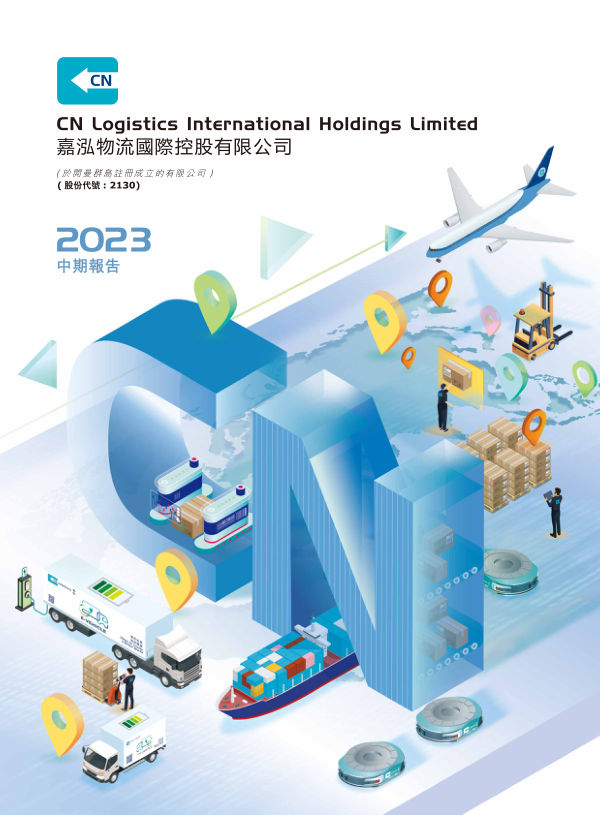 CN
CN Logistics International Holdings Limited
嘉泓物流國際控股有限公司
(於開曼群島註冊成立的有限公司)
(股份代號：2130)
2023
中期報告
E-VEHICLE